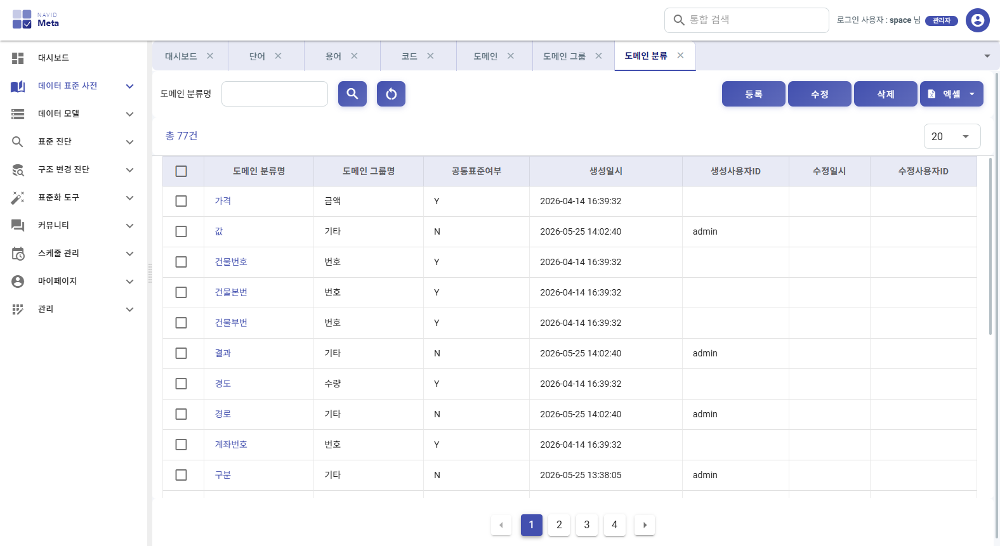 NAVID
Meta
통합 검색
로그인 사용자 : space 님
관리자
대시보드
데이터 표준 사전
데이터 모델
표준 진단
구조 변경 진단
표준화 도구
커뮤니티
스케줄 관리
마이페이지
관리
대시보드 단어 용어 코드 도메인 도메인 그룹 도메인 분류
도메인 분류명
등록 수정 삭제 엑셀
총 77건
20
도메인 분류명 도메인 그룹명 공통표준여부 생성일시 생성사용자ID 수정일시 수정사용자ID
가격 금액 Y 2026-04-14 16:39:32
값 기타 N 2026-05-25 14:02:40 admin
건물번호 번호 Y 2026-04-14 16:39:32
건물본번 번호 Y 2026-04-14 16:39:32
건물부번 번호 Y 2026-04-14 16:39:32
결과 기타 N 2026-05-25 14:02:40 admin
경도 수량 Y 2026-04-14 16:39:32
경로 기타 N 2026-05-25 14:02:40 admin
계좌번호 번호 Y 2026-04-14 16:39:32
구분 기타 N 2026-05-25 13:38:05 admin
1 2 3 4